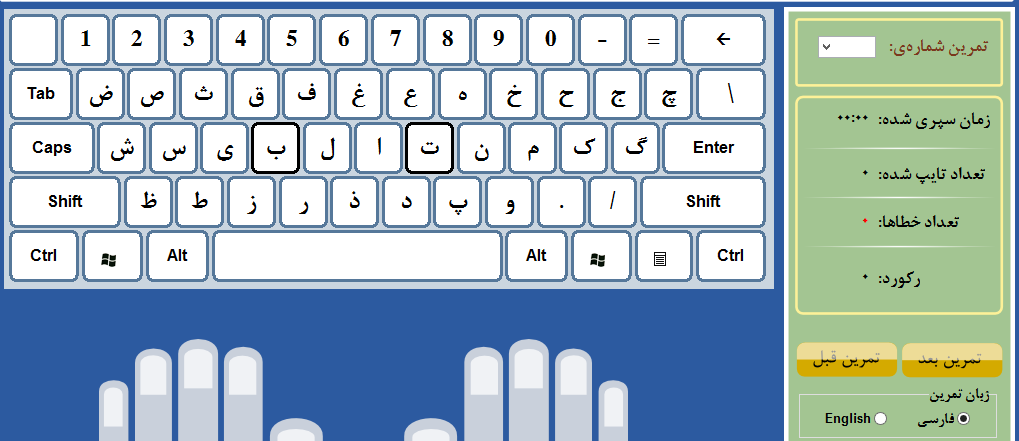 1 2 3 4 5 6 7 8 9 0 - = ←
Tab ض ص ث ق ف غ ع ه خ ح ج چ \
Caps ش س ی ب ل ا ت ن م ک گ Enter
Shift ظ ط ز ر ذ د پ و . / Shift
Ctrl Alt Alt Ctrl
تمرین شماره‌ی:
زمان سپری شده: ۰۰:۰۰
تعداد تایپ شده: ۰
تعداد خطاها: ۰
رکورد: ۰
تمرین بعد تمرین قبل
زبان تمرین
فارسی English